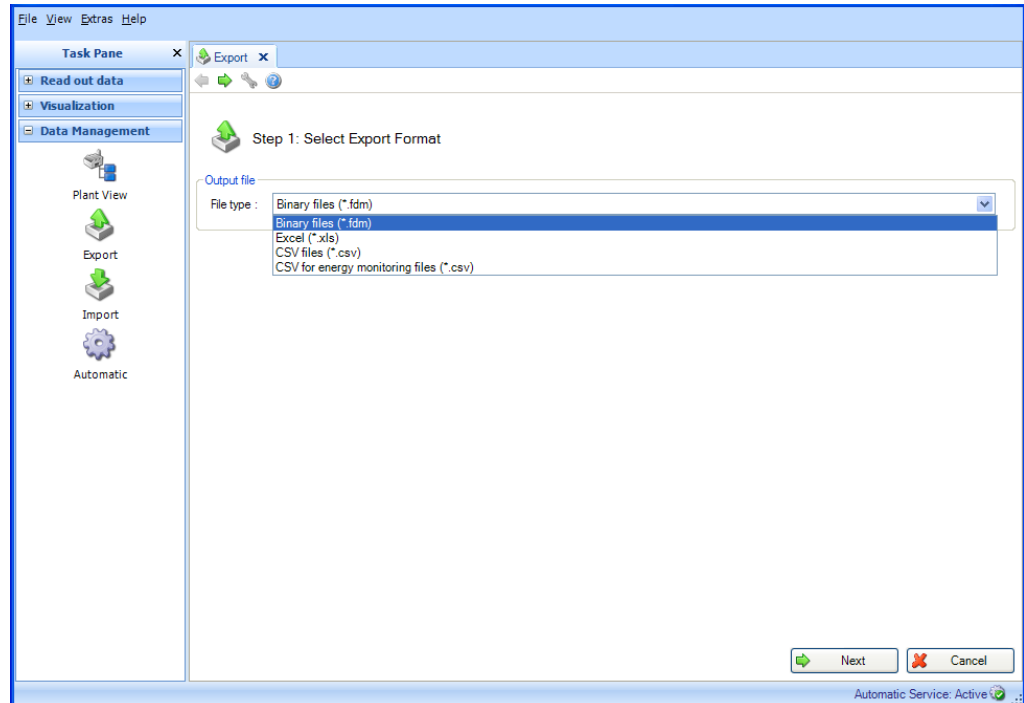 File View Extras Help
Task Pane
Read out data
Visualization
Data Management
Plant View
Export
Import
Automatic
Export
Step 1: Select Export Format
Output file
File type : Binary files (*.fdm)
Binary files (*.fdm)
Excel (*.xls)
CSV files (*.csv)
CSV for energy monitoring files (*.csv)
Next Cancel
Automatic Service: Active